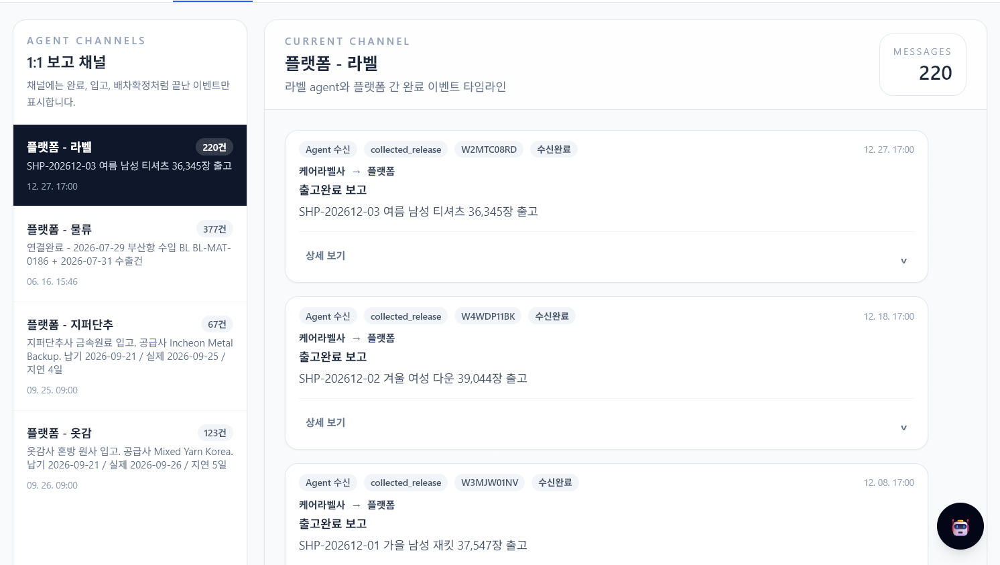 AGENT CHANNELS
1:1 보고 채널
채널에는 완료, 입고, 배차확정처럼 끝난 이벤트만
표시합니다.
플랫폼 - 라벨
220건
SHP-202612-03 여름 남성 티셔츠 36,345장 출고
12. 27. 17:00
플랫폼 - 물류
377건
연결완료 - 2026-07-29 부산항 수입 BL BL-MAT-
0186 + 2026-07-31 수출건
06. 16. 15:46
플랫폼 - 지퍼단추
67건
지퍼단추사 금속원료 입고. 공급사 Incheon Metal
Backup. 납기 2026-09-21 / 실제 2026-09-25 /
지연 4일
09. 25. 09:00
플랫폼 - 옷감
123건
옷감사 혼방 원사 입고. 공급사 Mixed Yarn Korea.
납기 2026-09-21 / 실제 2026-09-26 / 지연 5일
09. 26. 09:00
CURRENT CHANNEL
플랫폼 - 라벨
라벨 agent와 플랫폼 간 완료 이벤트 타임라인
MESSAGES
220
Agent 수신 collected_release W2MTC08RD 수신완료 12. 27. 17:00
케어라벨사 → 플랫폼
출고완료 보고
SHP-202612-03 여름 남성 티셔츠 36,345장 출고
상세 보기 v
Agent 수신 collected_release W4WDP11BK 수신완료 12. 18. 17:00
케어라벨사 → 플랫폼
출고완료 보고
SHP-202612-02 겨울 여성 다운 39,044장 출고
상세 보기 v
Agent 수신 collected_release W3MJW01NV 수신완료 12. 08. 17:00
케어라벨사 → 플랫폼
출고완료 보고
SHP-202612-01 가을 남성 재킷 37,547장 출고